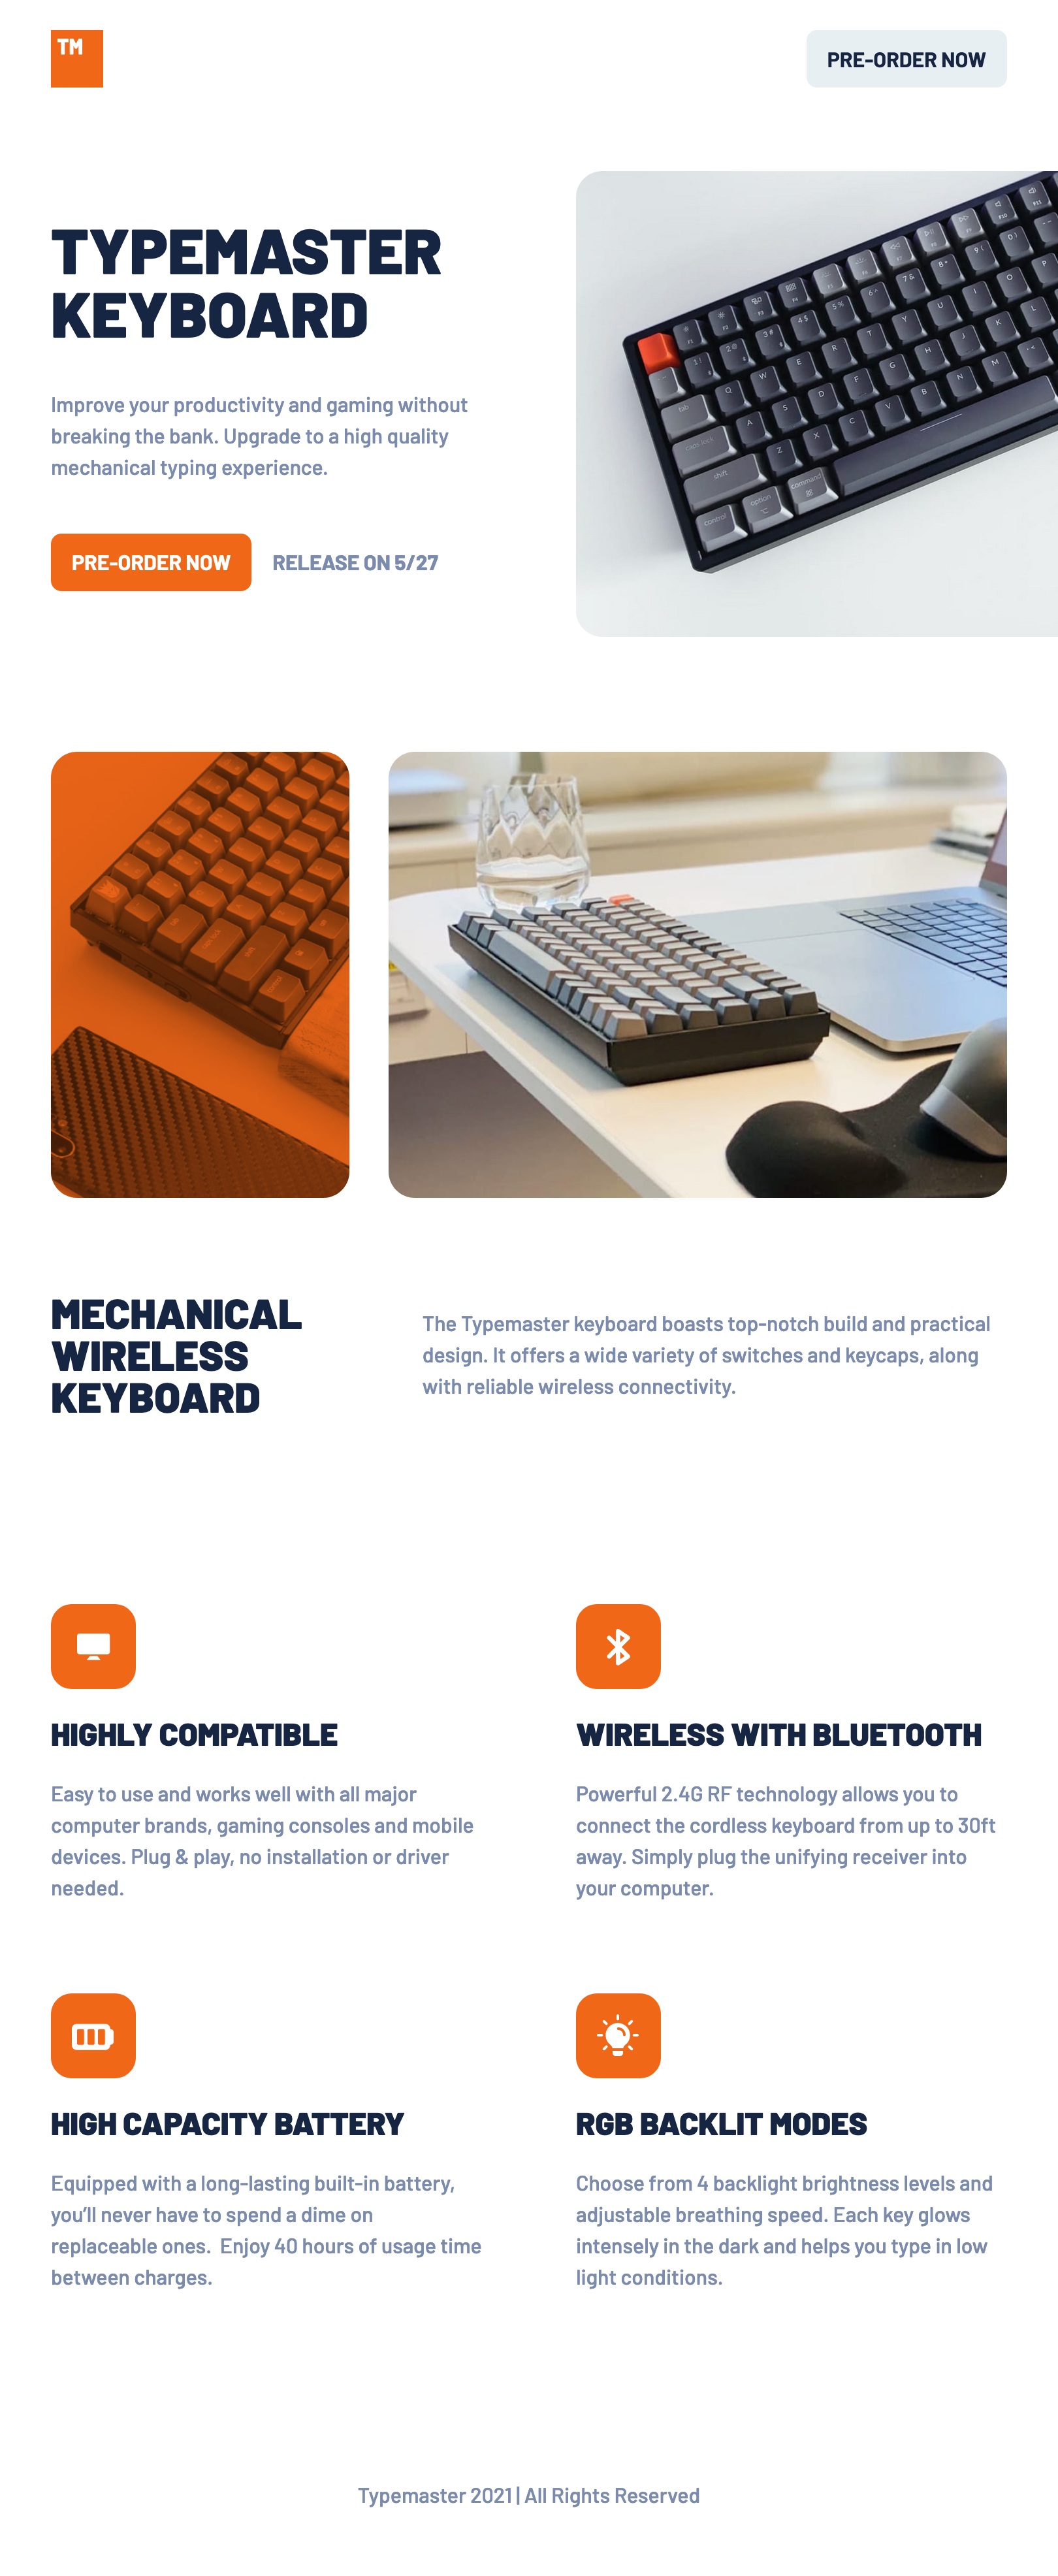 TM
PRE-ORDER NOW
TYPEMASTER
KEYBOARD
Improve your productivity and gaming without
breaking the bank. Upgrade to a high quality
mechanical typing experience.
PRE-ORDER NOW
RELEASE ON 5/27
MECHANICAL
WIRELESS
KEYBOARD
The Typemaster keyboard boasts top-notch build and practical
design. It offers a wide variety of switches and keycaps, along
with reliable wireless connectivity.
HIGHLY COMPATIBLE
Easy to use and works well with all major
computer brands, gaming consoles and mobile
devices. Plug & play, no installation or driver
needed.
WIRELESS WITH BLUETOOTH
Powerful 2.4G RF technology allows you to
connect the cordless keyboard from up to 30ft
away. Simply plug the unifying receiver into
your computer.
HIGH CAPACITY BATTERY
Equipped with a long-lasting built-in battery,
you’ll never have to spend a dime on
replaceable ones.  Enjoy 40 hours of usage time
between charges.
RGB BACKLIT MODES
Choose from 4 backlight brightness levels and
adjustable breathing speed. Each key glows
intensely in the dark and helps you type in low
light conditions.
Typemaster 2021 | All Rights Reserved